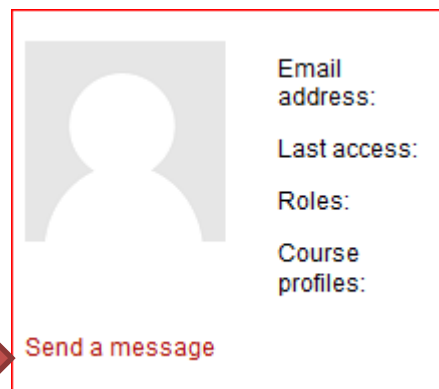 Email
address:
Last access:
Roles:
Course
profiles:
Send a message